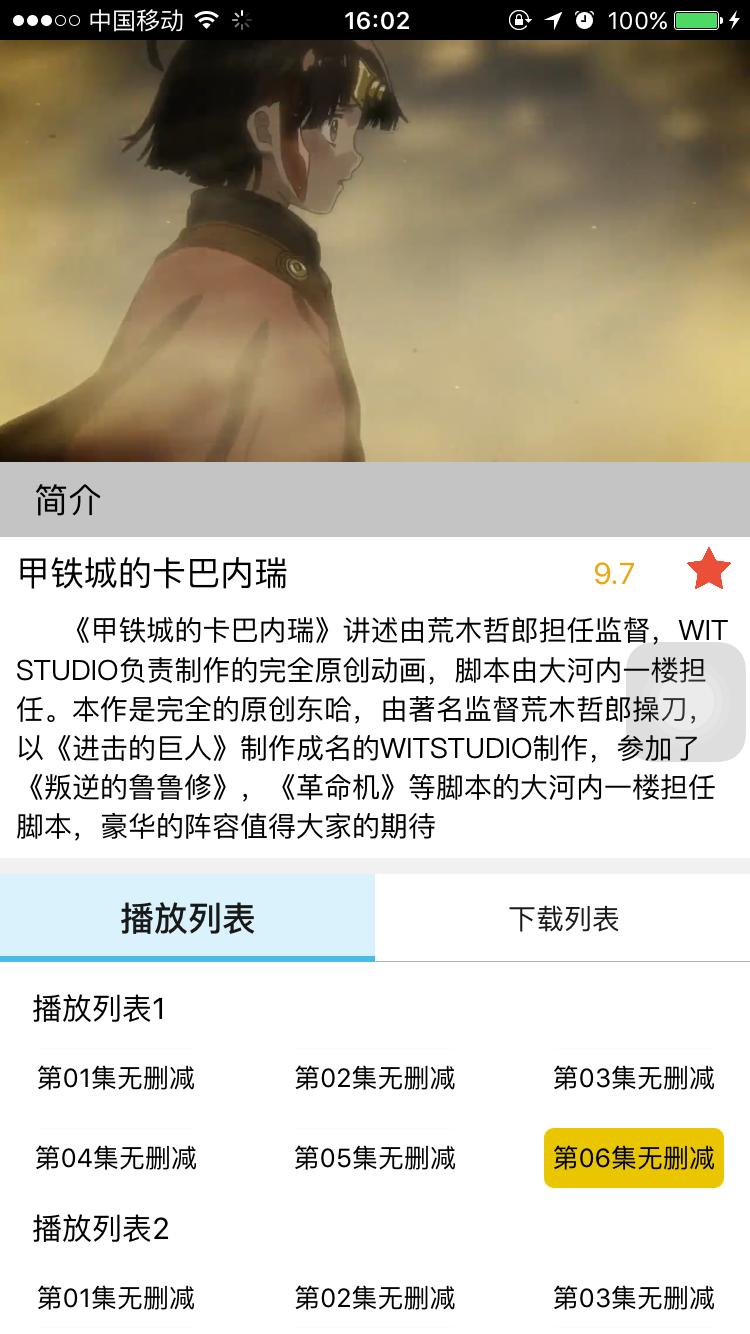 中国移动 16:02 100%
简介
甲铁城的卡巴内瑞 9.7
《甲铁城的卡巴内瑞》讲述由荒木哲郎担任监督，WIT
STUDIO负责制作的完全原创动画，脚本由大河内一楼担
任。本作是完全的原创东哈，由著名监督荒木哲郎操刀，
以《进击的巨人》制作成名的WITSTUDIO制作，参加了
《叛逆的鲁鲁修》，《革命机》等脚本的大河内一楼担任
脚本，豪华的阵容值得大家的期待
播放列表 下载列表
播放列表1
第01集无删减 第02集无删减 第03集无删减
第04集无删减 第05集无删减 第06集无删减
播放列表2
第01集无删减 第02集无删减 第03集无删减